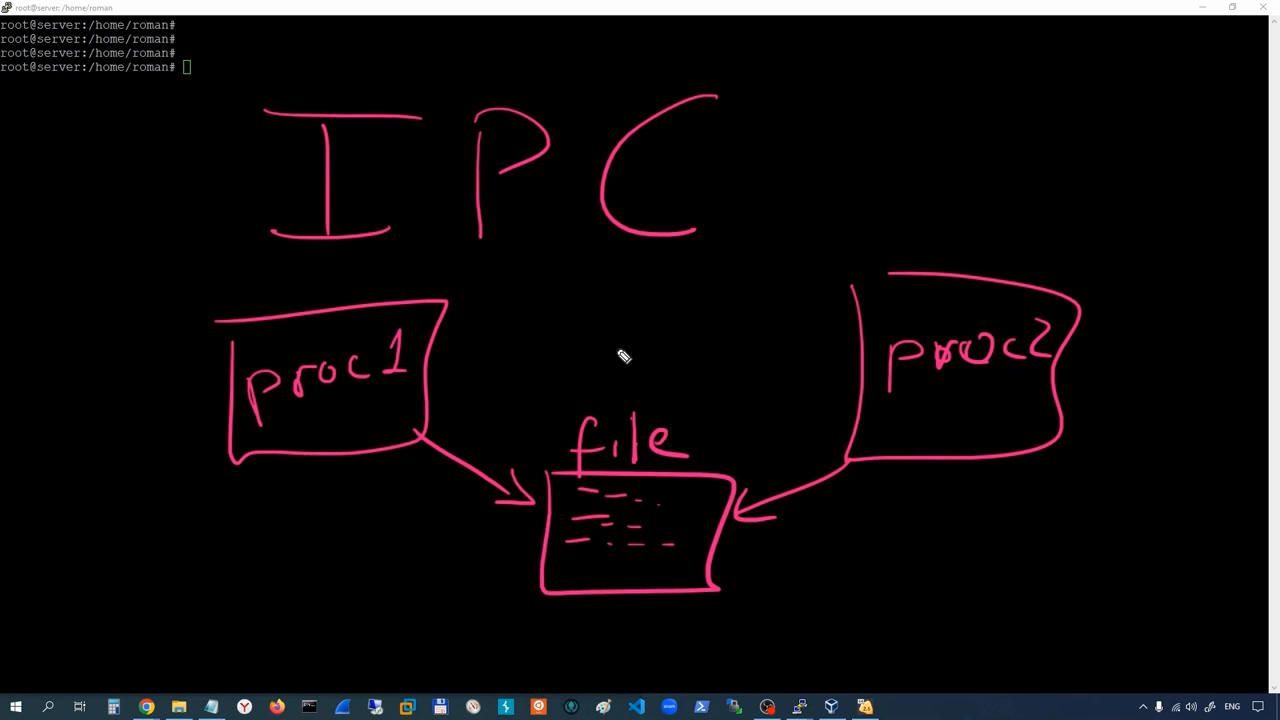 root@server: /home/roman
root@server:/home/roman#
root@server:/home/roman#
root@server:/home/roman#
root@server:/home/roman#
IPC
proc1
proc2
file
ENG